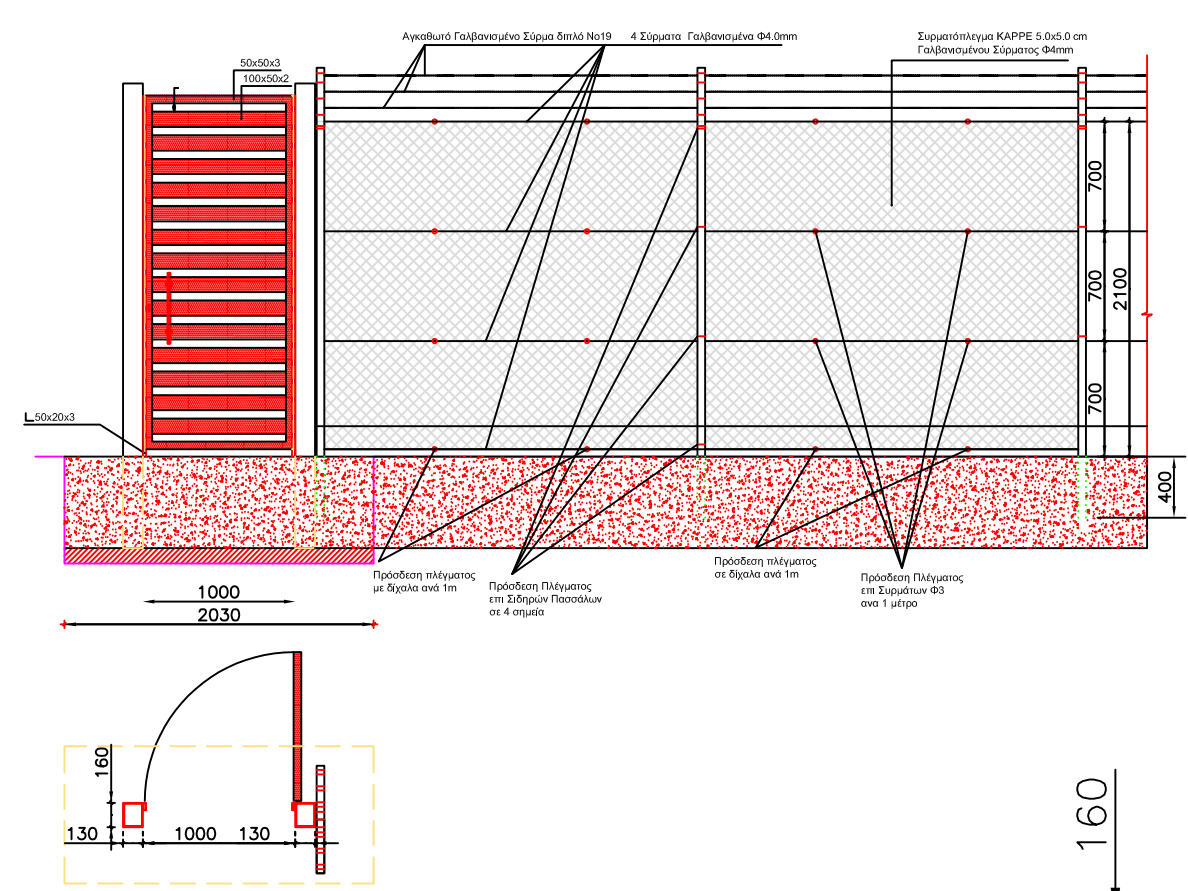 Αγκαθωτό Γαλβανισμένο Σύρμα διπλό Νο19
4 Σύρματα Γαλβανισμένα Φ4.0mm
Συρματόπλεγμα ΚΑΡΡΕ 5.0x5.0 cm
Γαλβανισμένου Σύρματος Φ4mm
50x50x3
100x50x2
700
700
2100
700
L50x20x3
400
Πρόσδεση πλέγματος
με δίχαλα ανά 1m
Πρόσδεση Πλέγματος
επι Σιδηρών Πασσάλων
σε 4 σημεία
Πρόσδεση πλέγματος
σε δίχαλα ανά 1m
Πρόσδεση Πλέγματος
επι Συρμάτων Φ3
ανα 1 μέτρο
1000
2030
160
130
1000
130
160